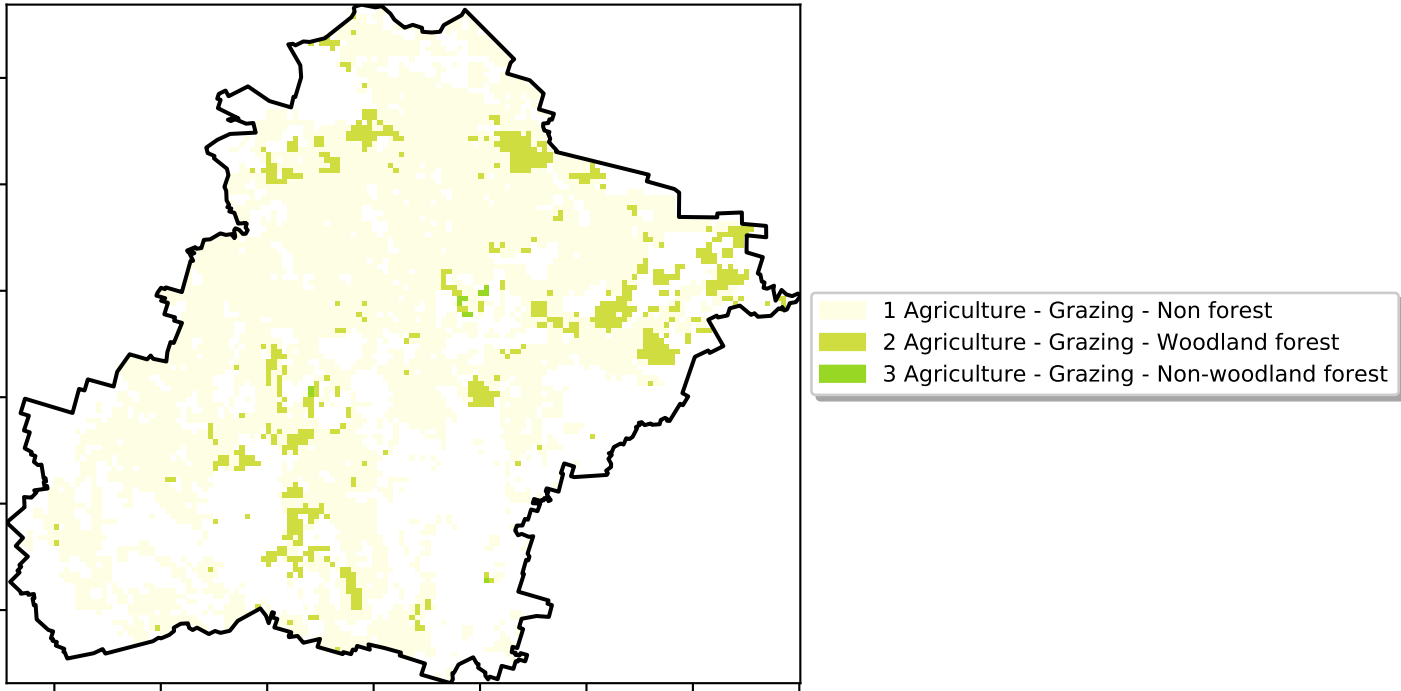 1 Agriculture - Grazing - Non forest
2 Agriculture - Grazing - Woodland forest
3 Agriculture - Grazing - Non-woodland forest